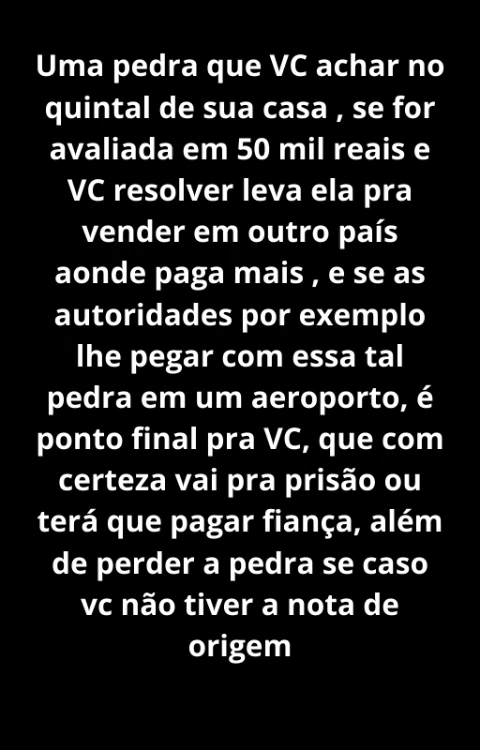 Uma pedra que VC achar no
quintal de sua casa , se for
avaliada em 50 mil reais e
VC resolver leva ela pra
vender em outro país
aonde paga mais , e se as
autoridades por exemplo
lhe pegar com essa tal
pedra em um aeroporto, é
ponto final pra VC, que com
certeza vai pra prisão ou
terá que pagar fiança, além
de perder a pedra se caso
vc não tiver a nota de
origem